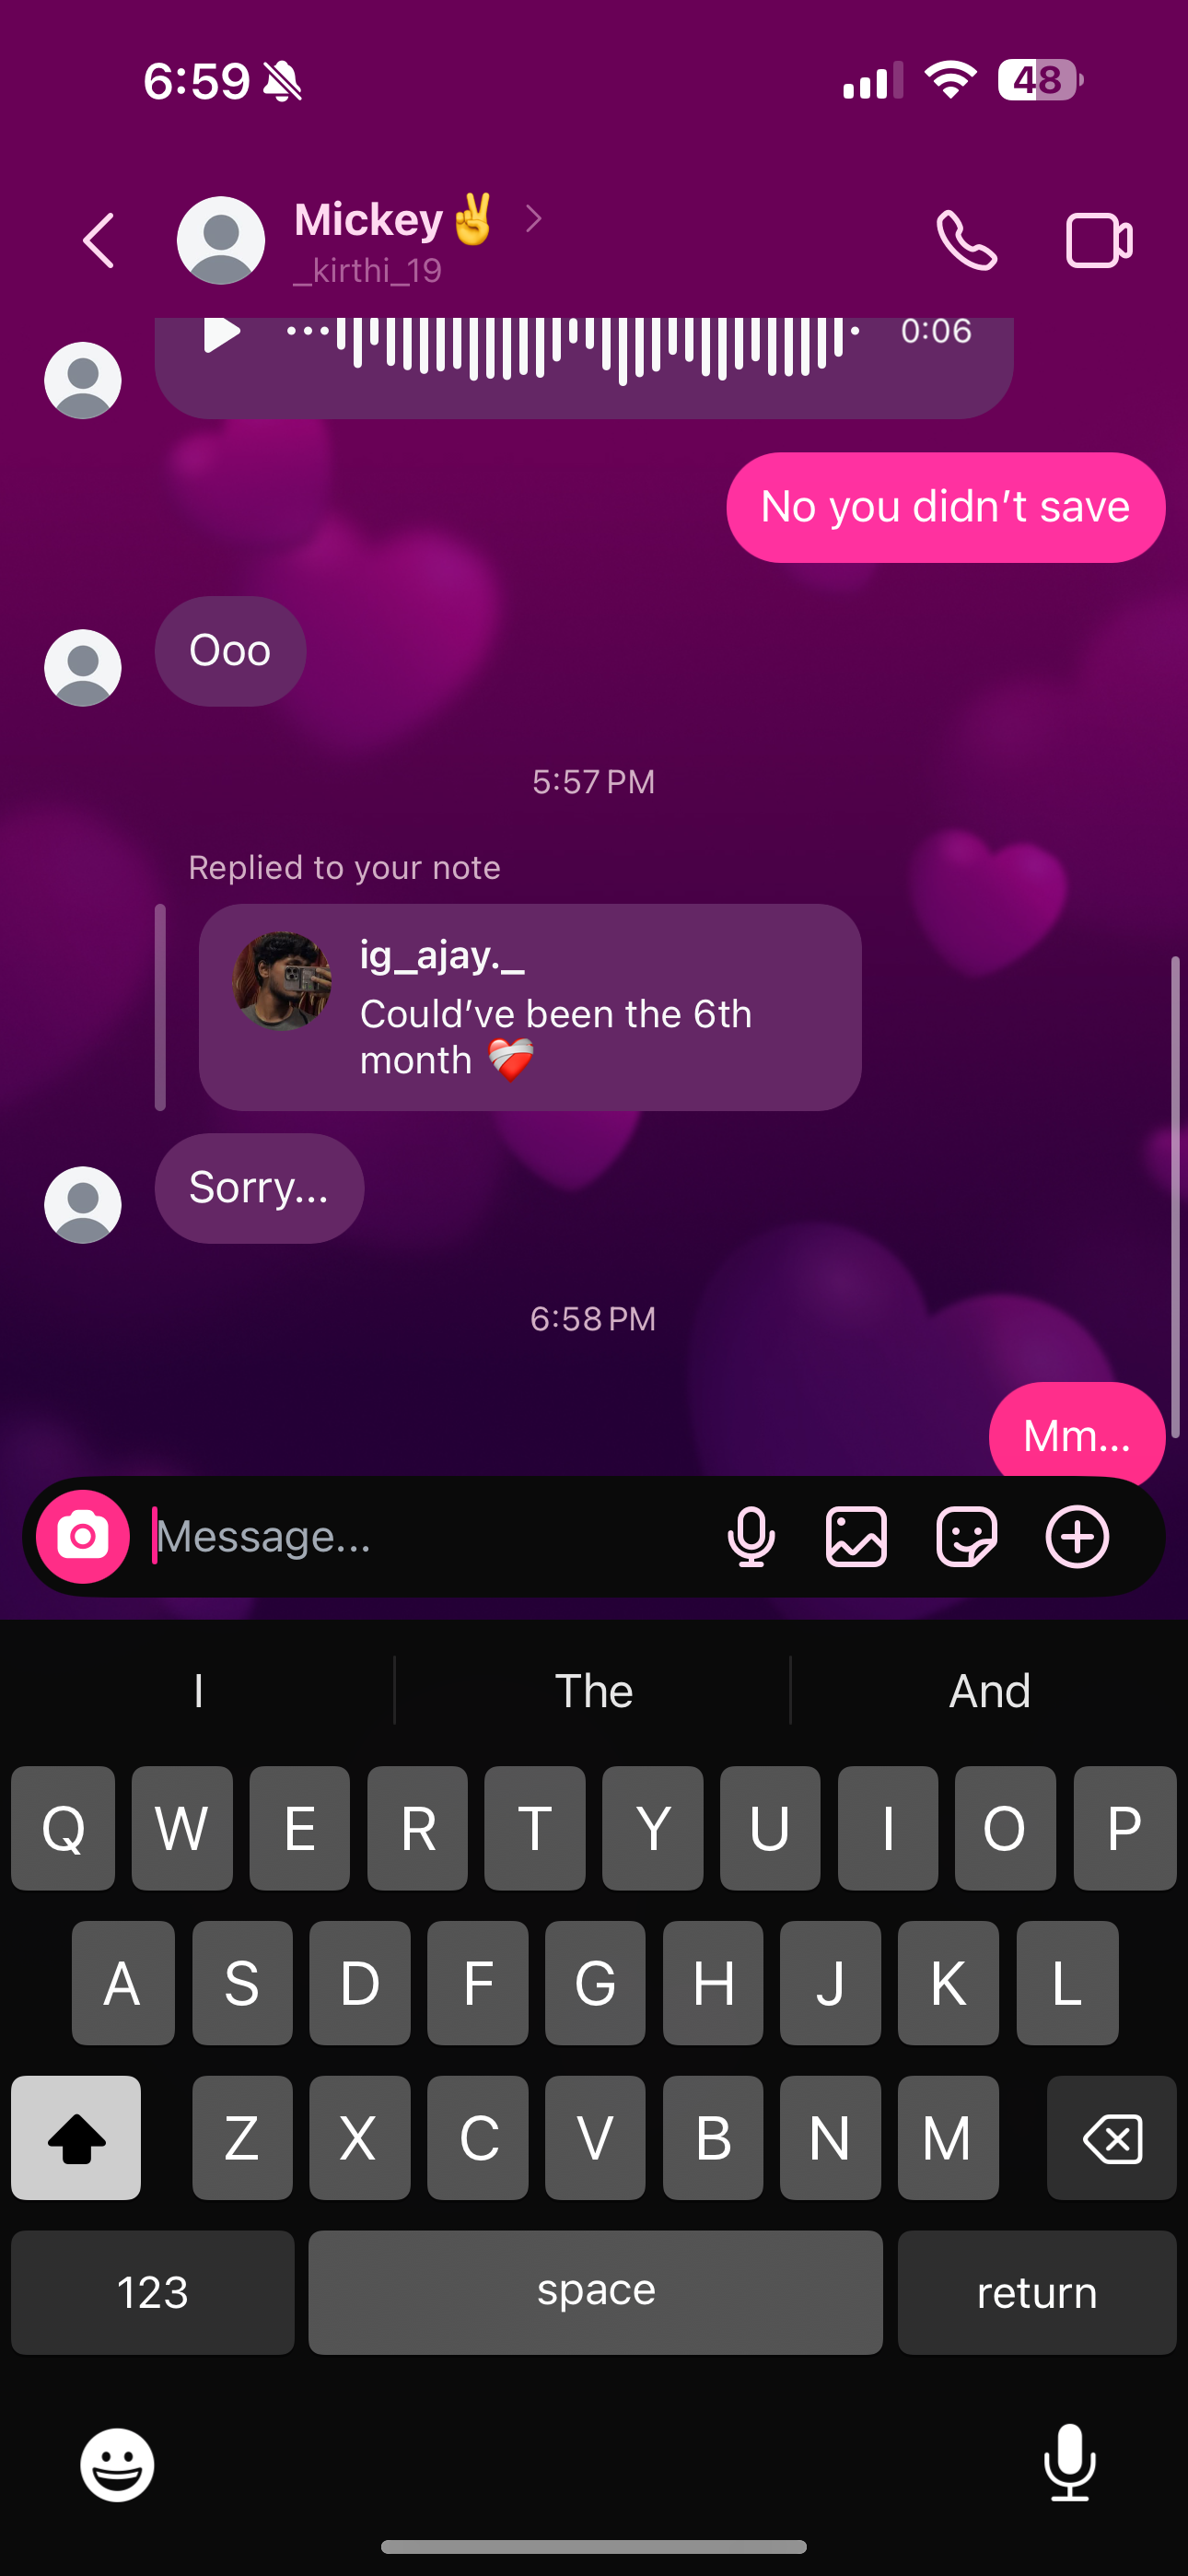 6:59
48
Mickey✌️
_kirthi_19
0:06
No you didn’t save
Ooo
5:57 PM
Replied to your note
ig_ajay._
Could’ve been the 6th
month ❤️‍🩹
Sorry...
6:58 PM
Mm...
Message...
I The And
Q W E R T Y U I O P
A S D F G H J K L
Z X C V B N M
123 space return